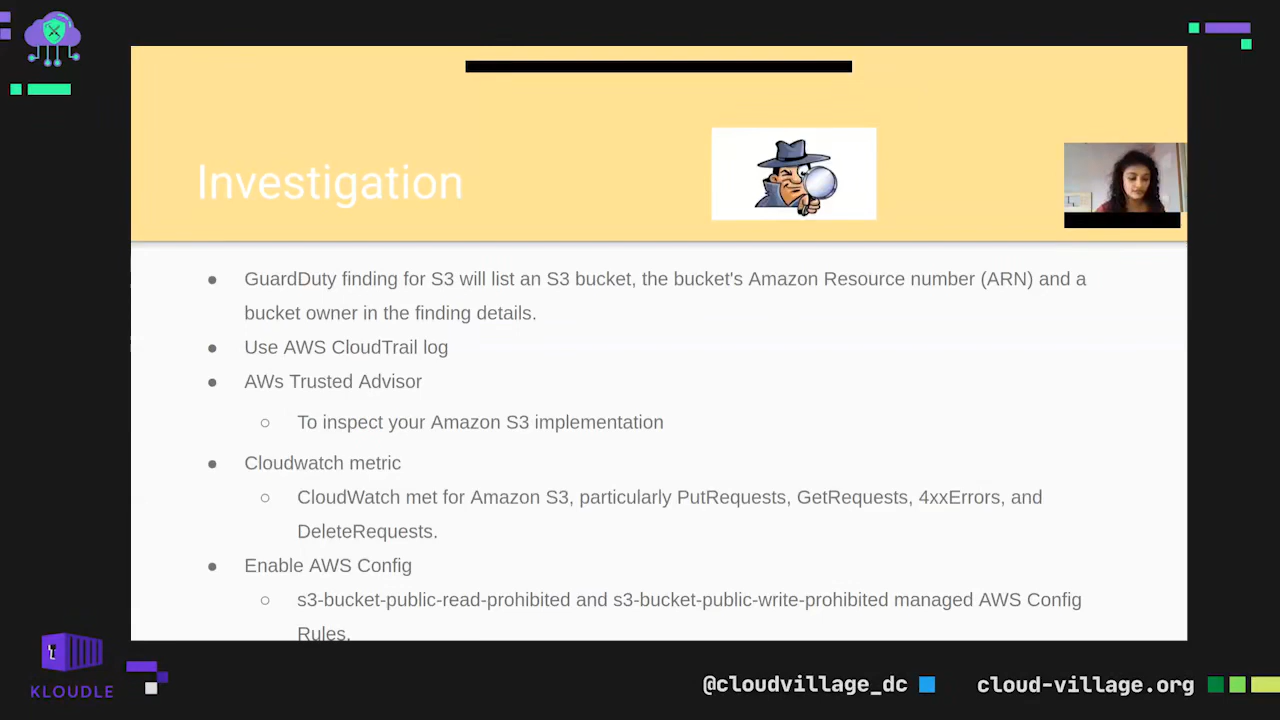 Investigation
● GuardDuty finding for S3 will list an S3 bucket, the bucket's Amazon Resource number (ARN) and a
bucket owner in the finding details.
● Use AWS CloudTrail log
● AWs Trusted Advisor
○ To inspect your Amazon S3 implementation
● Cloudwatch metric
○ CloudWatch met for Amazon S3, particularly PutRequests, GetRequests, 4xxErrors, and
DeleteRequests.
● Enable AWS Config
○ s3-bucket-public-read-prohibited and s3-bucket-public-write-prohibited managed AWS Config
Rules.
KLOUDLE
@cloudvillage_dc
cloud-village.org